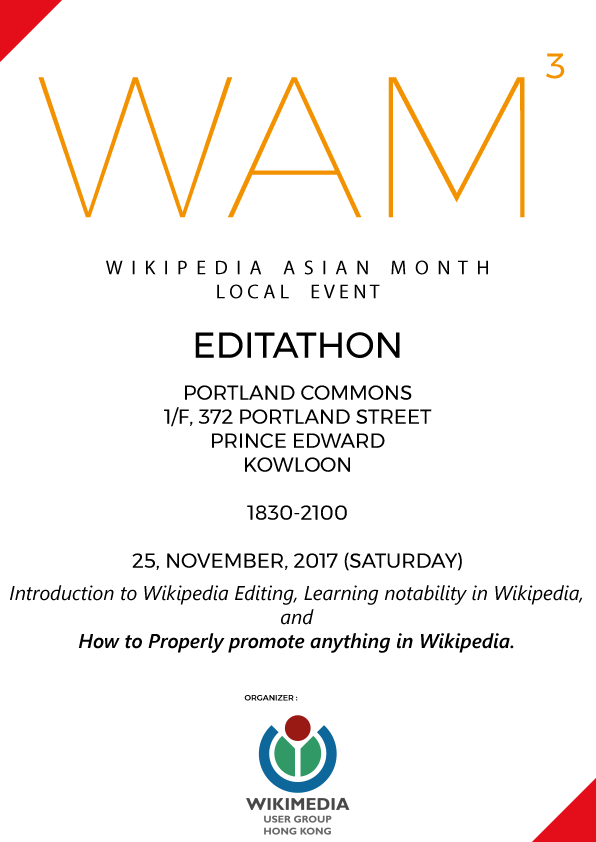 WAM³
WIKIPEDIA ASIAN MONTH
LOCAL EVENT
EDITATHON
PORTLAND COMMONS
1/F, 372 PORTLAND STREET
PRINCE EDWARD
KOWLOON
1830-2100
25, NOVEMBER, 2017 (SATURDAY)
Introduction to Wikipedia Editing, Learning notability in Wikipedia,
and
How to Properly promote anything in Wikipedia.
ORGANIZER :
WIKIMEDIA
USER GROUP
HONG KONG